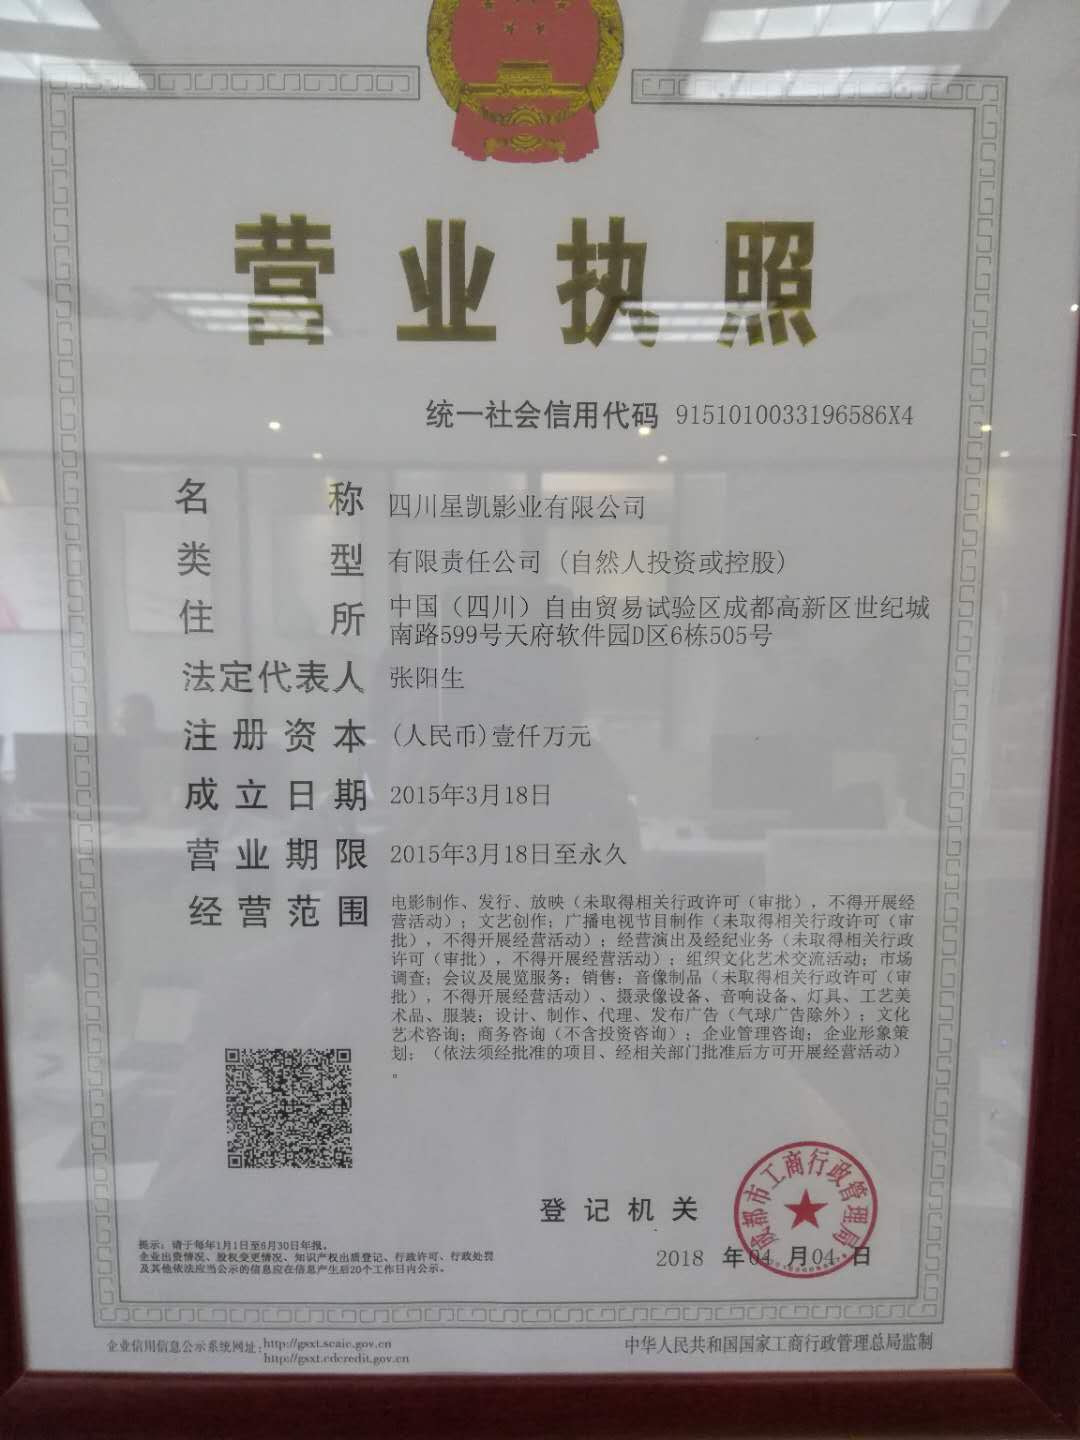 营业执照
统一社会信用代码 9151010033196586X4
名称 四川星凯影业有限公司
类型 有限责任公司（自然人投资或控股）
住所 中国（四川）自由贸易试验区成都高新区世纪城
南路599号天府软件园D区6栋505号
法定代表人 张阳生
注册资本 (人民币)壹仟万元
成立日期 2015年3月18日
营业期限 2015年3月18日至永久
经营范围 电影制作、发行、放映（未取得相关行政许可（审批），不得开展经
营活动）；文艺创作；广播电视节目制作（未取得相关行政许可（审
批），不得开展经营活动）；经营演出及经纪业务（未取得相关行政
许可（审批），不得开展经营活动）；组织文化艺术交流活动；市场
调查；会议及展览服务；销售：音像制品（未取得相关行政许可（审
批），不得开展经营活动）、摄录像设备、音响设备、灯具、工艺美
术品、服装；设计、制作、代理、发布广告（气球广告除外）；文化
艺术咨询；商务咨询（不含投资咨询）；企业管理咨询；企业形象策
划；（依法须经批准的项目、经相关部门批准后方可开展经营活动）
。
登记机关
成都市工商行政管理局
2018 年 04 月 04 日
提示：请于每年1月1日至6月30日年报。
企业出资情况、股权变更情况、知识产权出质登记、行政许可、行政处罚
及其他依法应当公示的信息应在信息产生后20个工作日内公示。
企业信用信息公示系统网址：http://gsxt.scaic.gov.cn
http://gsxt.cdcredit.gov.cn
中华人民共和国国家工商行政管理总局监制